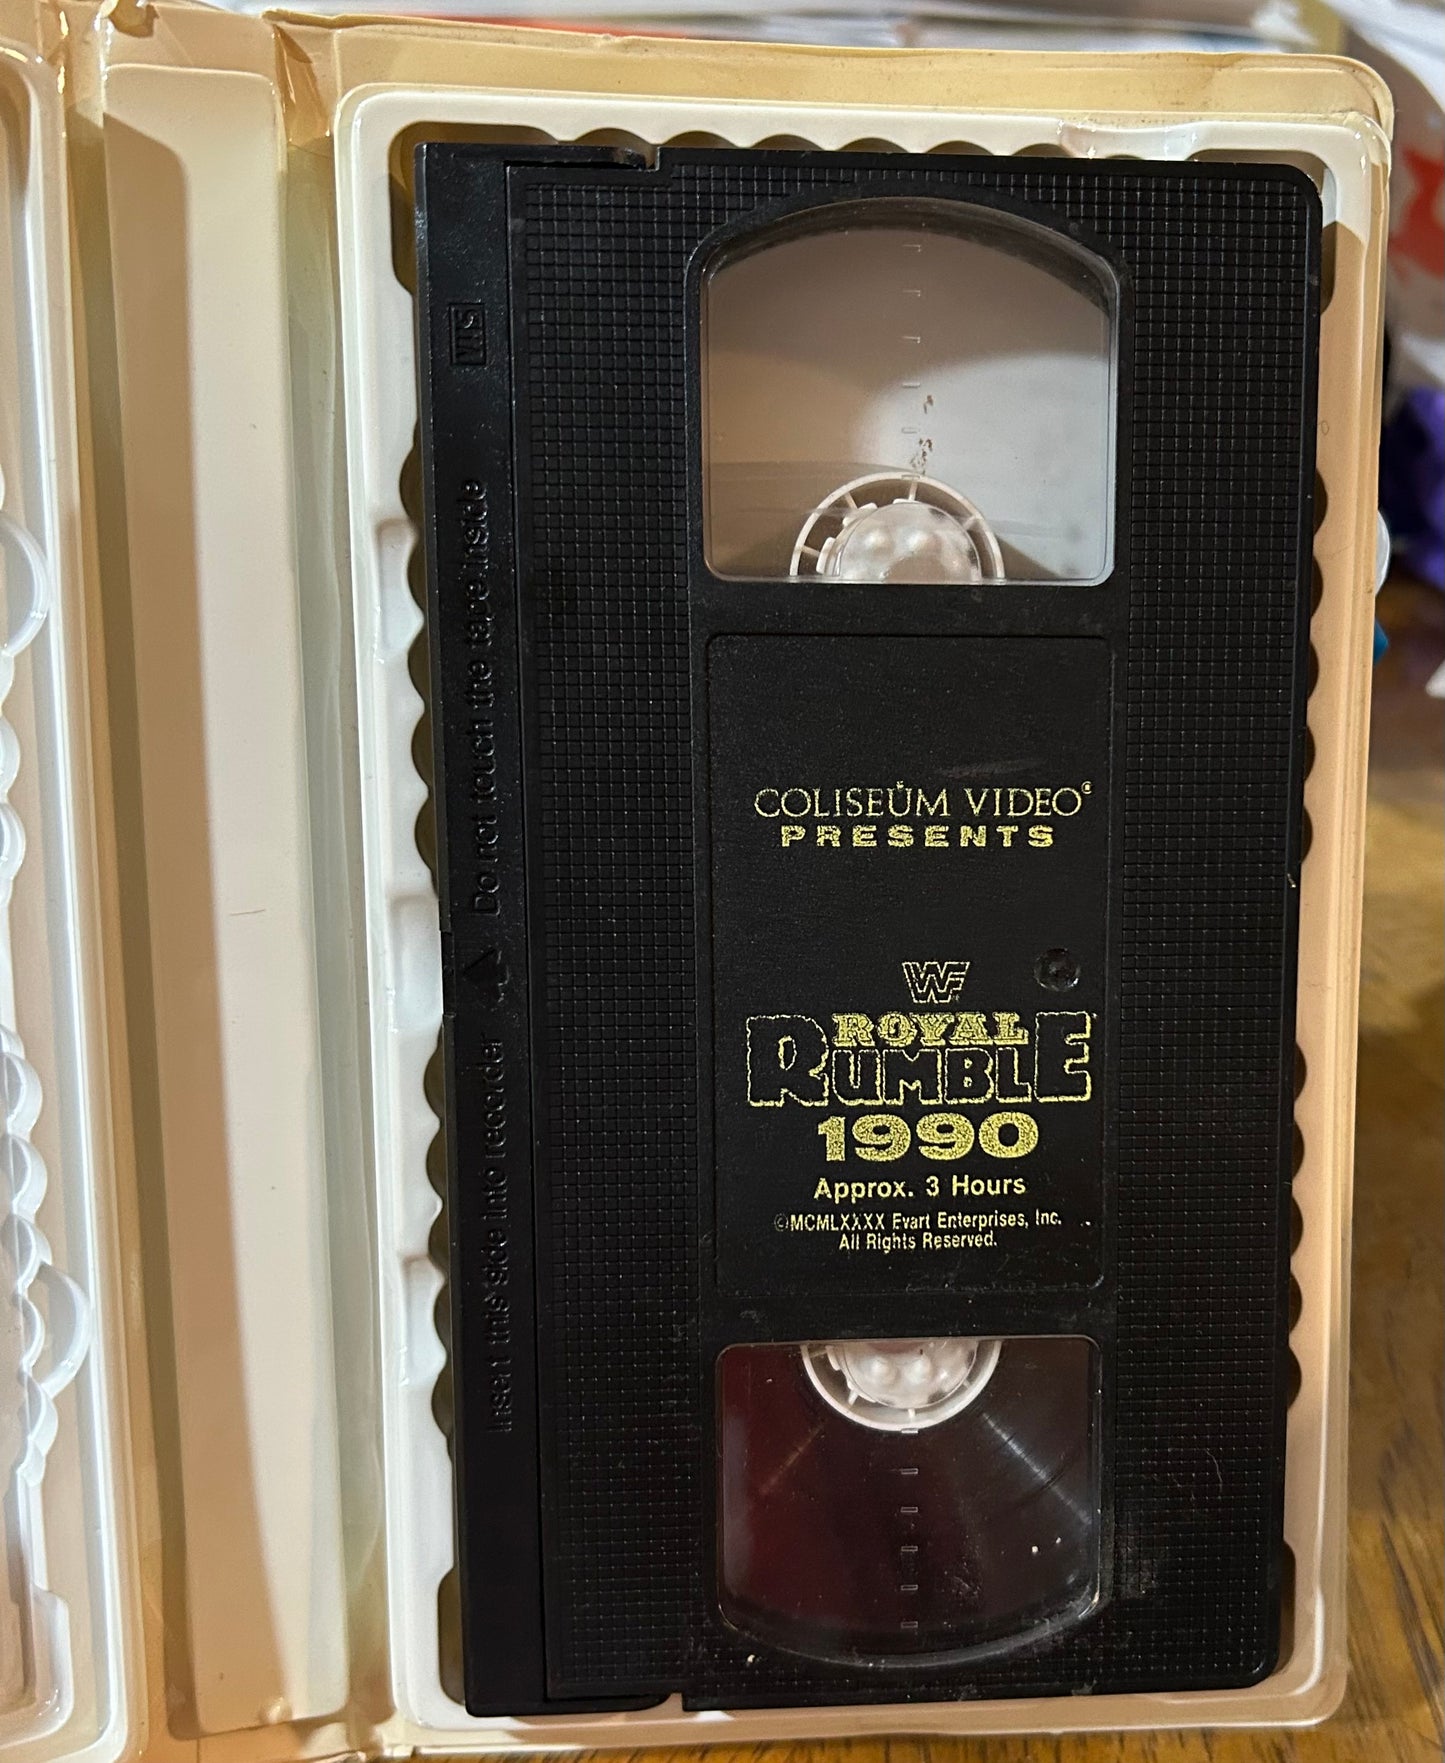 VHS
Do not touch the tape inside
Insert this side into recorder
COLISEUM VIDEO®
PRESENTS
WF
ROYAL
RUMBLE
1990
Approx. 3 Hours
©MCMLXXXX Evart Enterprises, Inc.
All Rights Reserved.